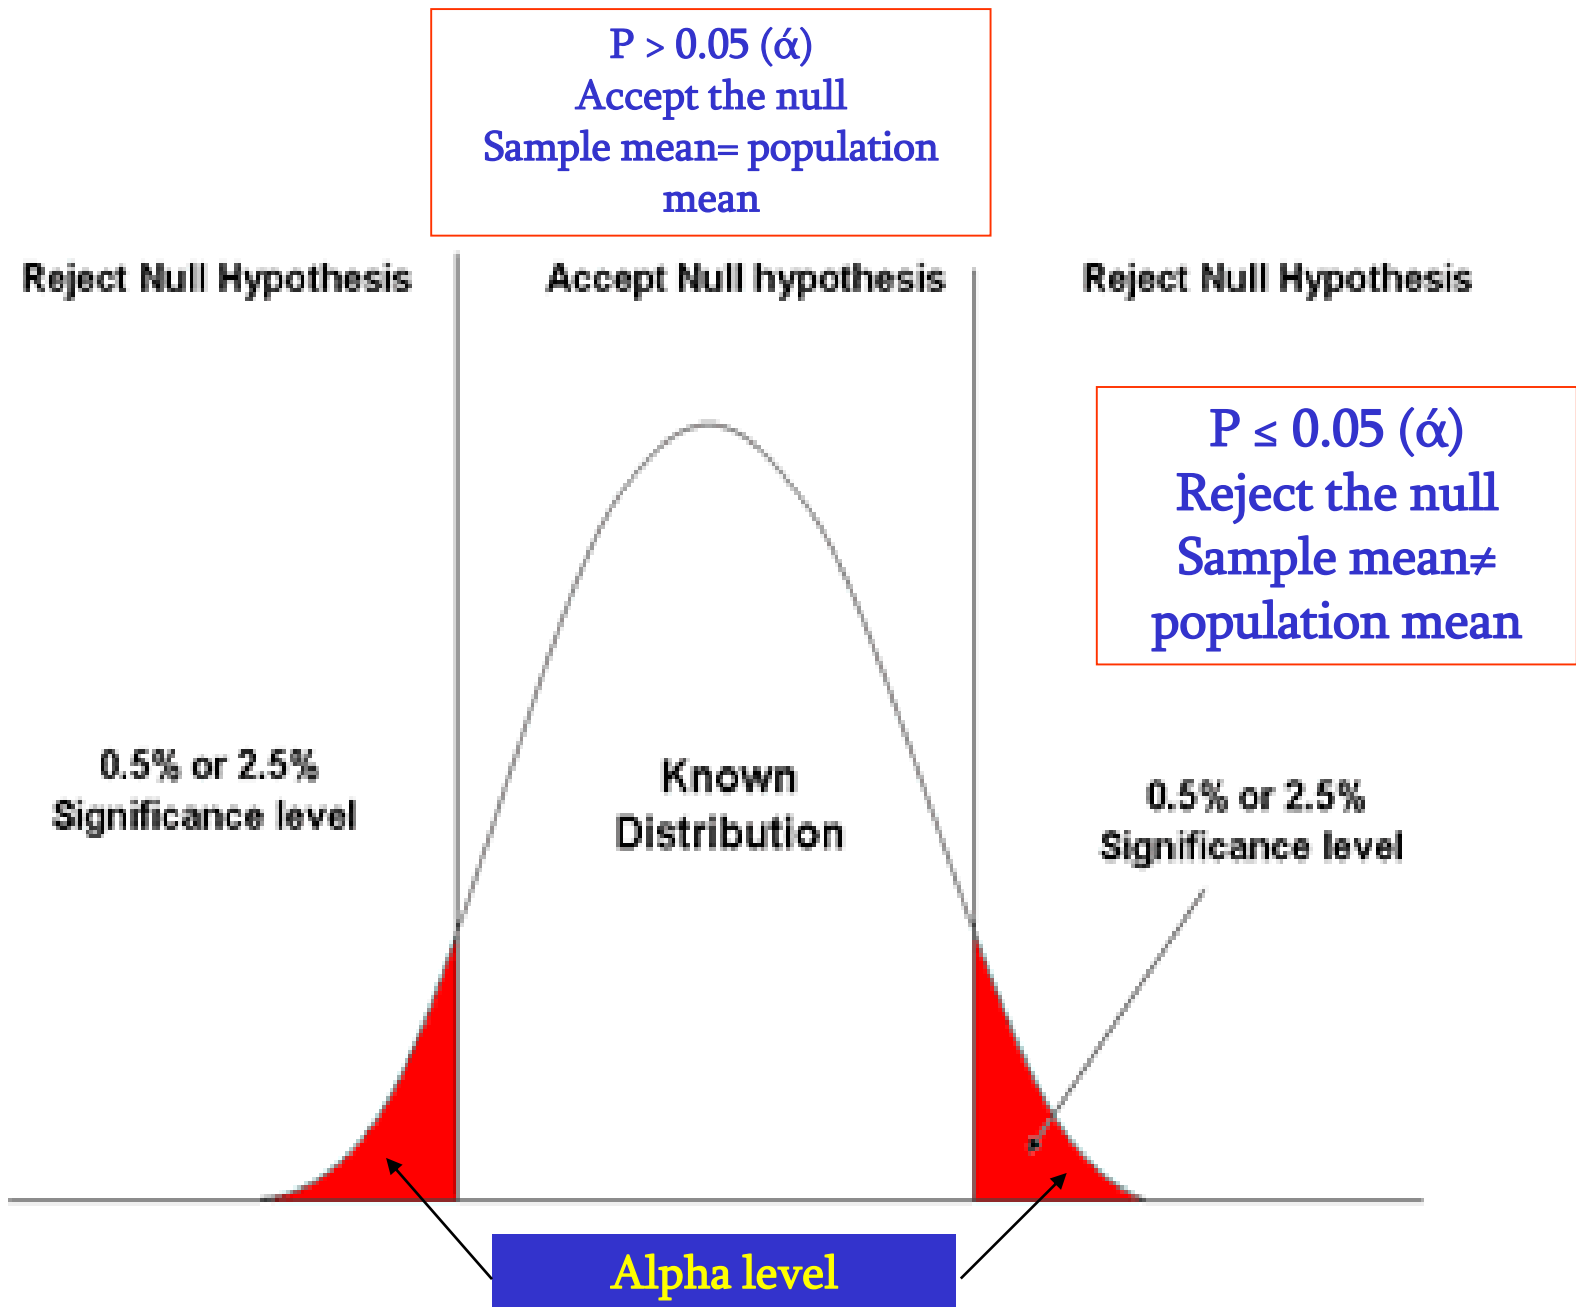 P > 0.05 (ά)
Accept the null
Sample mean= population
mean
Reject Null Hypothesis
Accept Null hypothesis
Reject Null Hypothesis
P ≤ 0.05 (ά)
Reject the null
Sample mean≠
population mean
0.5% or 2.5%
Significance level
Known
Distribution
0.5% or 2.5%
Significance level
Alpha level